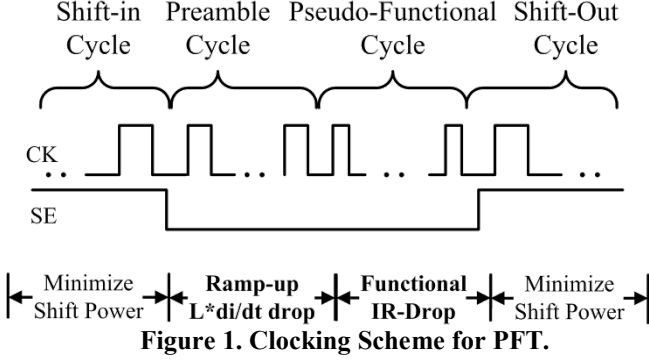 Shift-in Preamble Pseudo-Functional Shift-Out
Cycle Cycle Cycle Cycle
CK
SE
Minimize Ramp-up Functional Minimize
Shift Power L*di/dt drop IR-Drop Shift Power
Figure 1. Clocking Scheme for PFT.